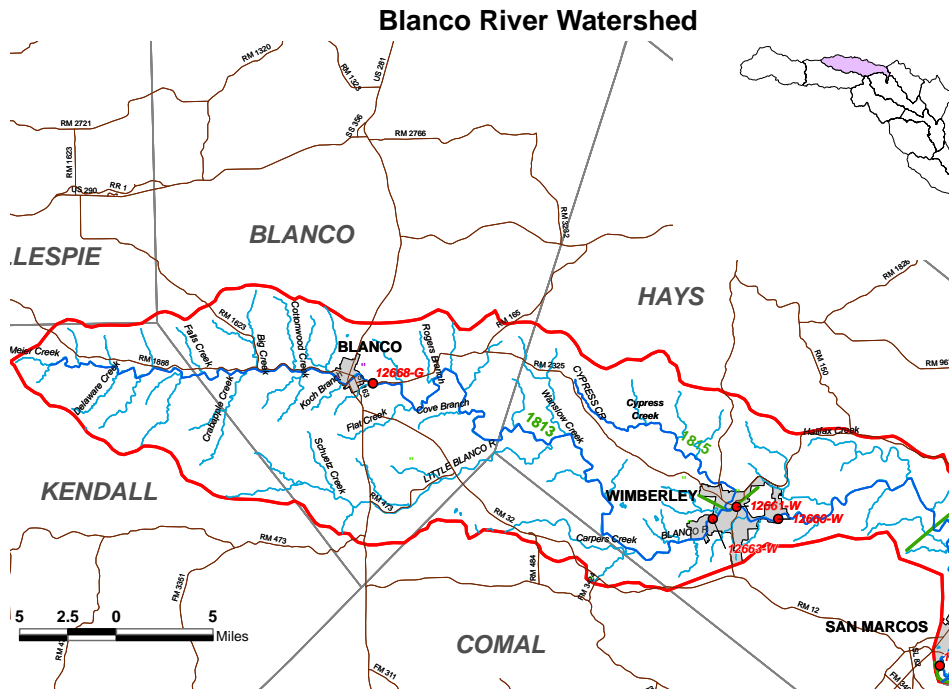 Blanco River Watershed
RM 1320
RM 1323
US 281
SS 356
RM 2721
RM 2766
RM 1623
US 290
RR 1
RM 3232
BLANCO
LLESPIE
HAYS
RM 1826
RM 165
RM 150
RM 967
Meier Creek
RM 1888
Delaware Creek
Falls Creek
RM 1623
Big Creek
Cottonwood Creek
Crabapple Creek
Koch Branch
BLANCO
12668-G
Rogers Branch
RM 2325
CYPRESS CR
Wanslow Creek
Cypress Creek
Flat Creek
Cove Branch
1813
1845
Halifax Creek
Schuetz Creek
LITTLE BLANCO R
KENDALL
RM 473
RM 473
RM 32
WIMBERLEY
12661-W
12660-W
12663-W
BLANCO R
Carpers Creek
FM 3351
RM 484
RM 12
SAN MARCOS
5 2.5 0 5
Miles
COMAL
FM 311